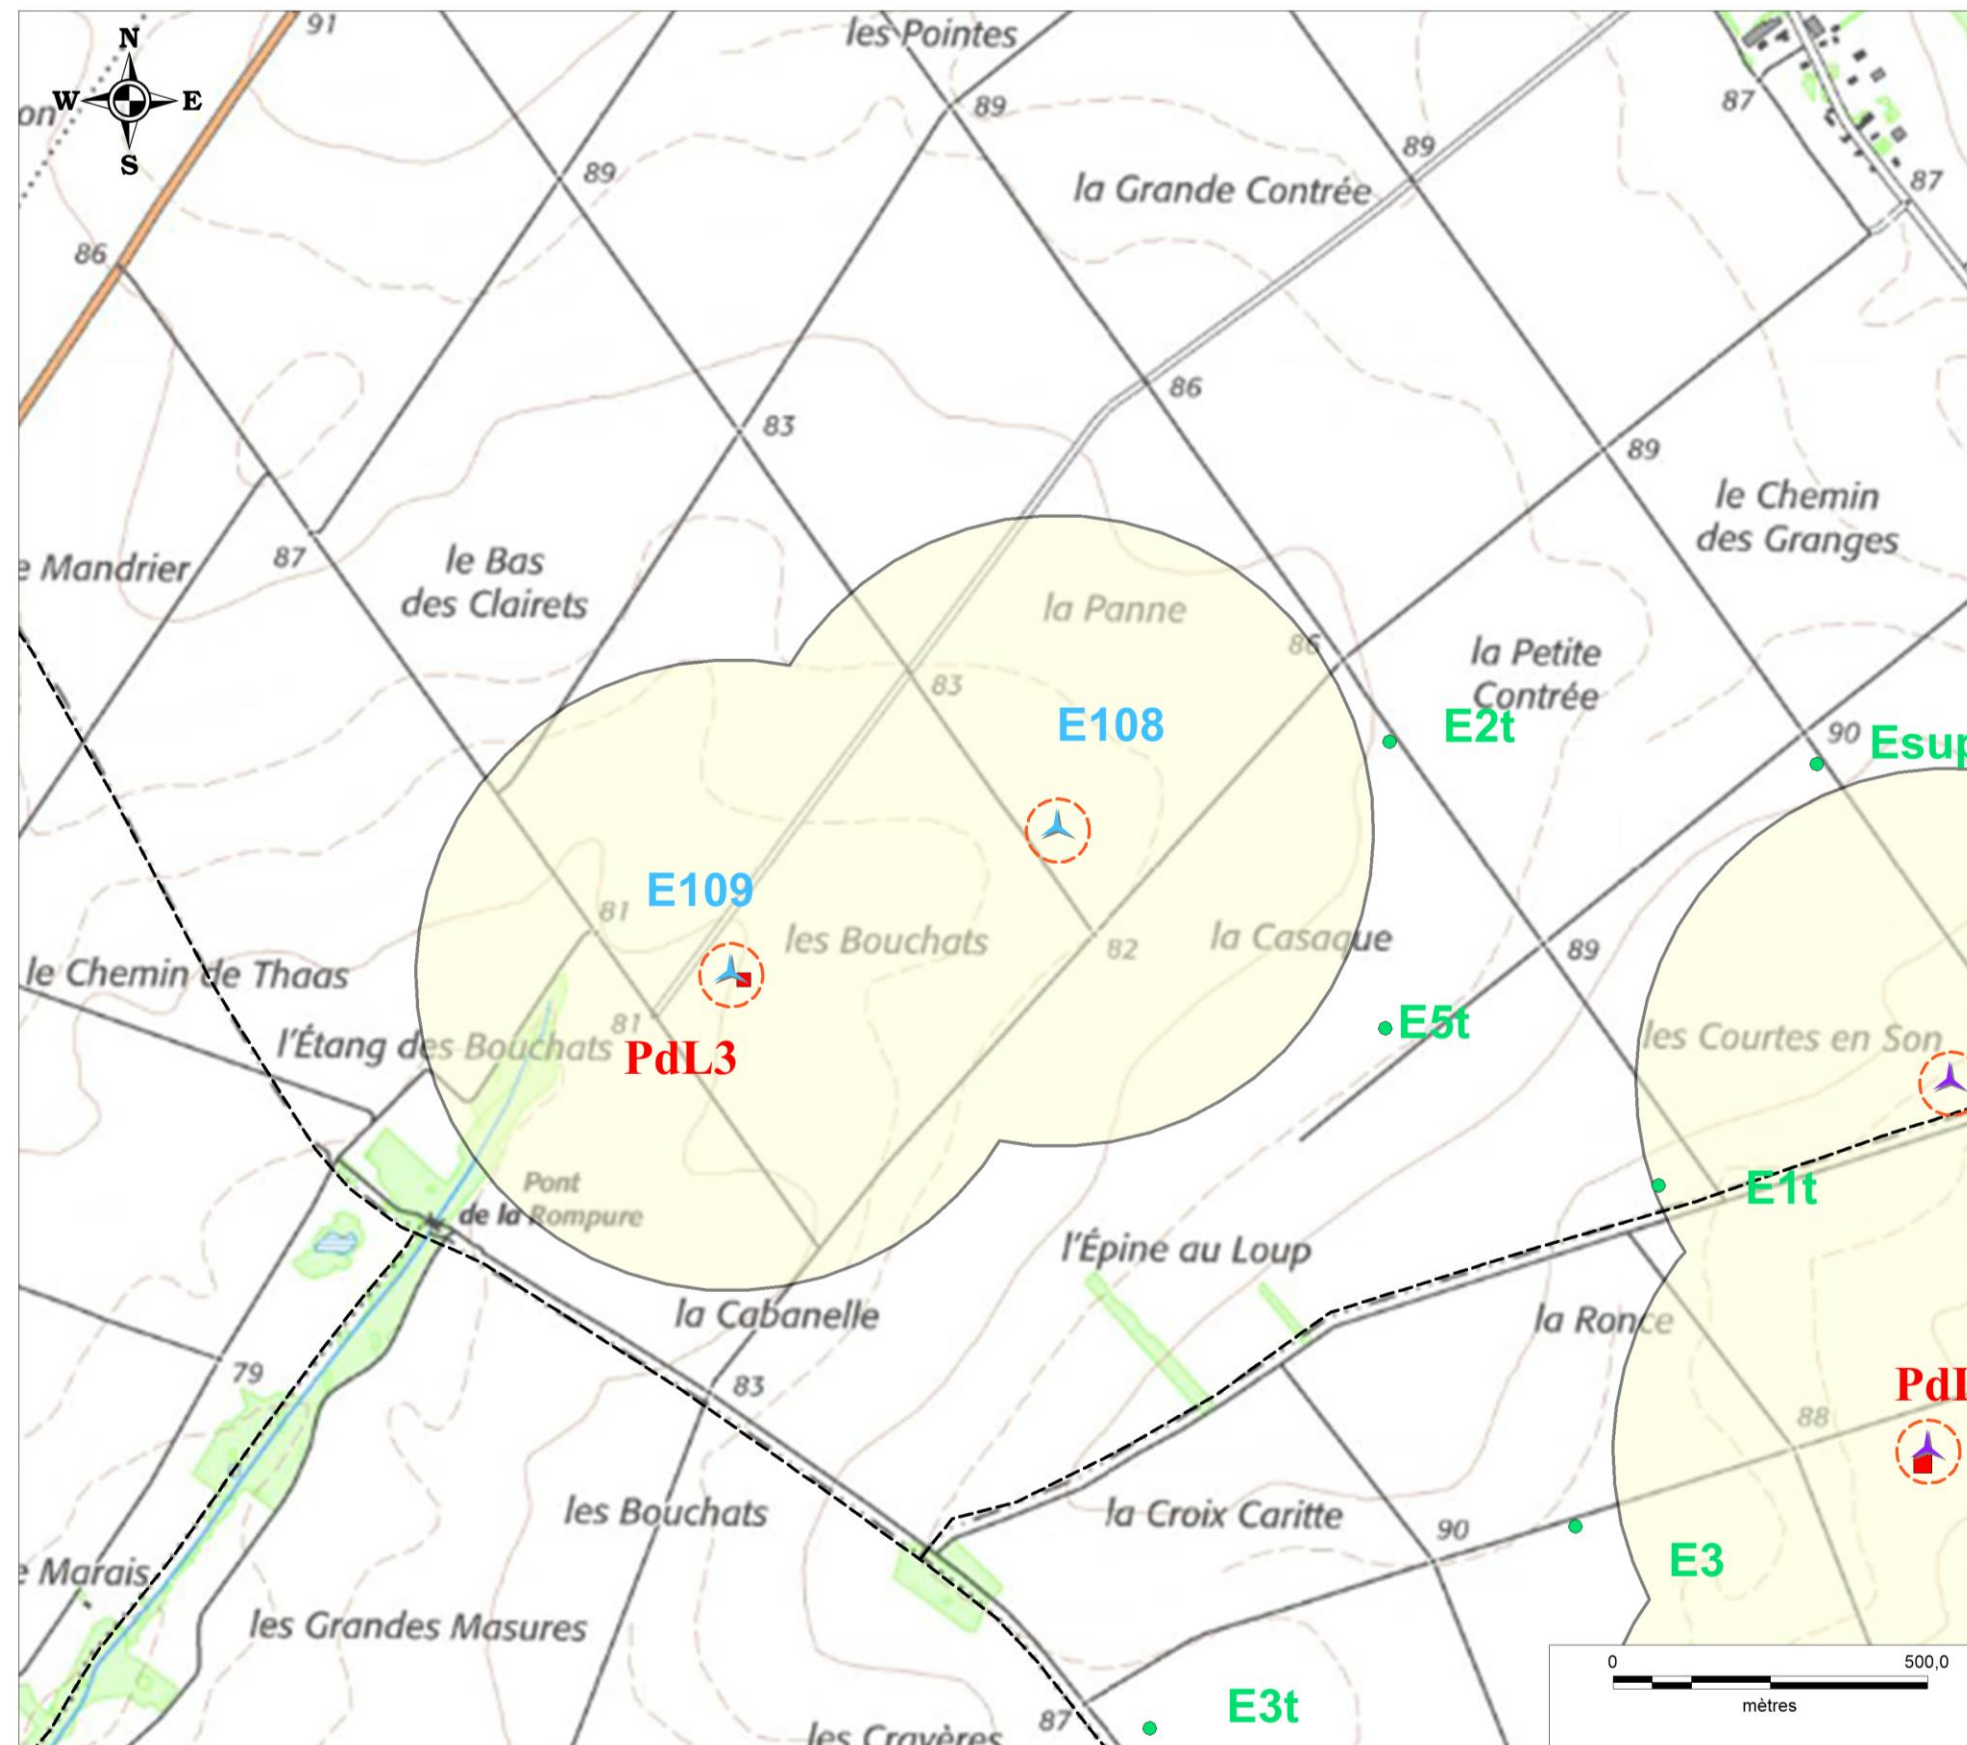 91
les Pointes
N
W E
S
on
87
89
89
89
87
la Grande Contrée
86
86
83
89
le Chemin
des Granges
87
e Mandrier
le Bas
des Clairets
la Panne
86
la Petite
Contrée
83
E108
E2t
90
Esup
E109
81
les Bouchats
82
la Casaque
89
le Chemin de Thaas
81
E5t
l'Étang des Bouchats
PdL3
les Courtes en Son
Pont
de la Rompure
E1t
l'Épine au Loup
la Cabanelle
la Ronce
79
83
PdL
88
les Bouchats
la Croix Caritte
90
E3
e Marais
les Grandes Masures
0 500,0
mètres
E3t
87
les Crayères